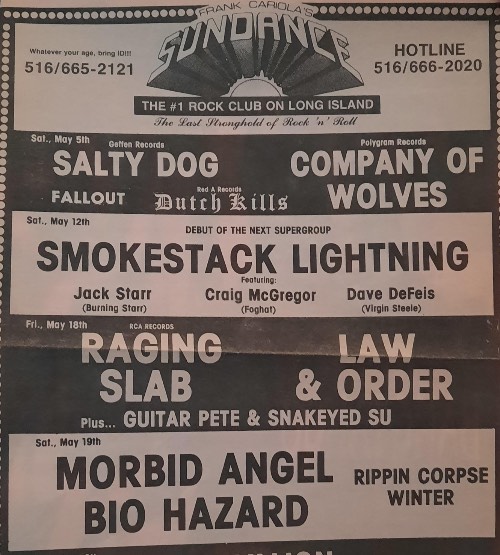 FRANK CARIOLA'S
SUNDANCE
Whatever your age, bring ID!!!
516/665-2121
HOTLINE
516/666-2020
THE #1 ROCK CLUB ON LONG ISLAND
The Last Stronghold of Rock 'n' Roll
Sat., May 5th
Geffen Records
SALTY DOG
Polygram Records
COMPANY OF
WOLVES
FALLOUT
Red A Records
Dutch Kills
Sat., May 12th
DEBUT OF THE NEXT SUPERGROUP
SMOKESTACK LIGHTNING
Featuring:
Jack Starr
(Burning Starr)
Craig McGregor
(Foghat)
Dave DeFeis
(Virgin Steele)
Fri., May 18th
RCA RECORDS
RAGING
SLAB
LAW
& ORDER
Plus... GUITAR PETE & SNAKEYED SU
Sat., May 19th
MORBID ANGEL
BIO HAZARD
RIPPIN CORPSE
WINTER